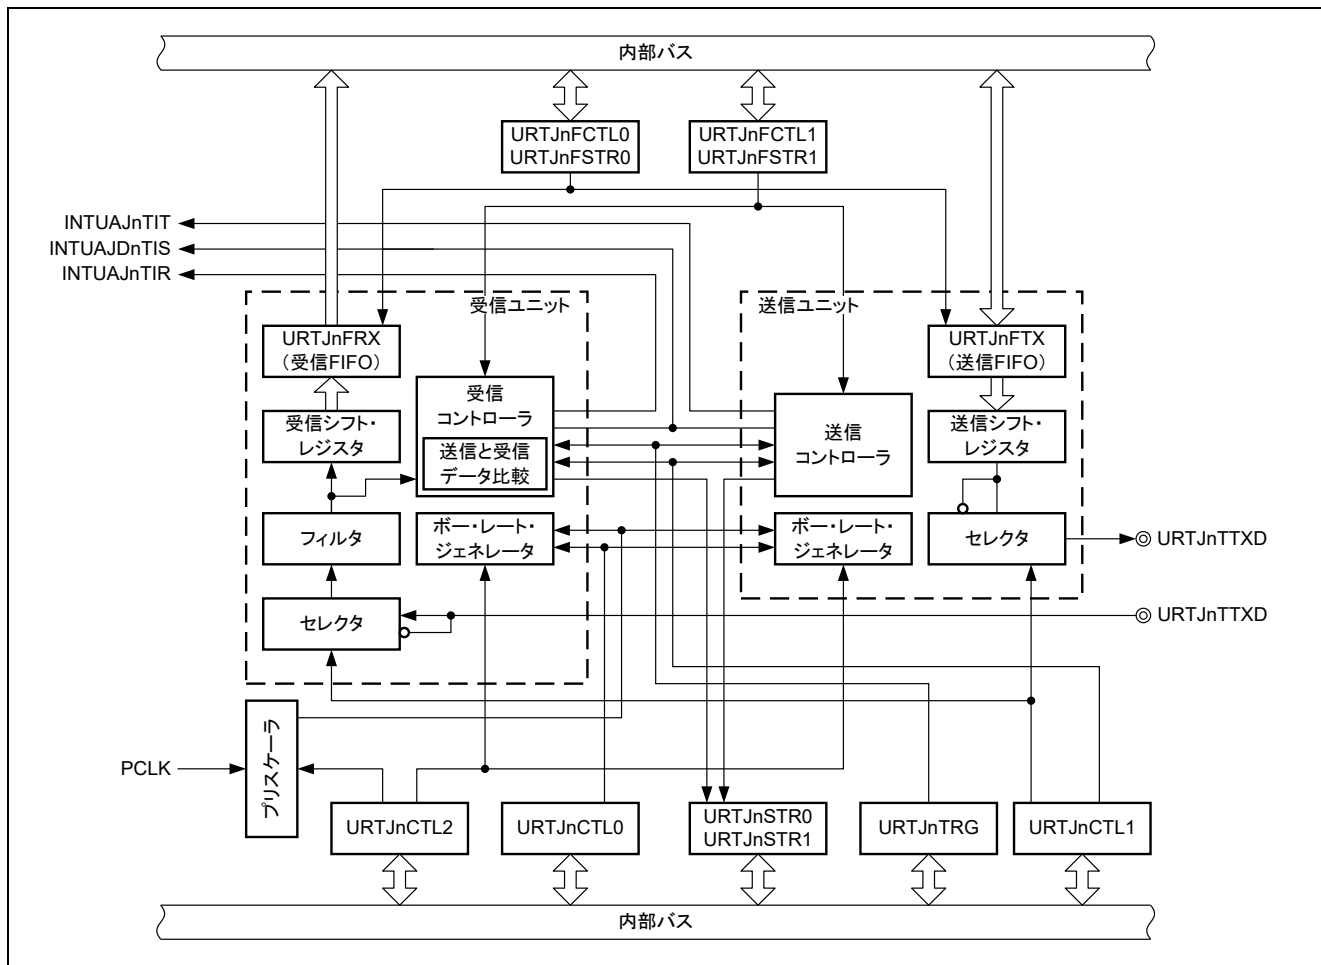 内部バス
URTJnFCTL0
URTJnFSTR0
URTJnFCTL1
URTJnFSTR1
INTUAJnTIT
INTUAJDnTIS
INTUAJnTIR
受信ユニット
送信ユニット
URTJnFRX
（受信FIFO）
URTJnFTX
（送信FIFO）
受信
コントローラ
送信と受信
データ比較
受信シフト・
レジスタ
送信
コントローラ
送信シフト・
レジスタ
フィルタ
ボー・レート・
ジェネレータ
ボー・レート・
ジェネレータ
セレクタ
URTJnTTXD
セレクタ
URTJnTTXD
プリスケーラ
PCLK
URTJnCTL2
URTJnCTL0
URTJnSTR0
URTJnSTR1
URTJnTRG
URTJnCTL1
内部バス